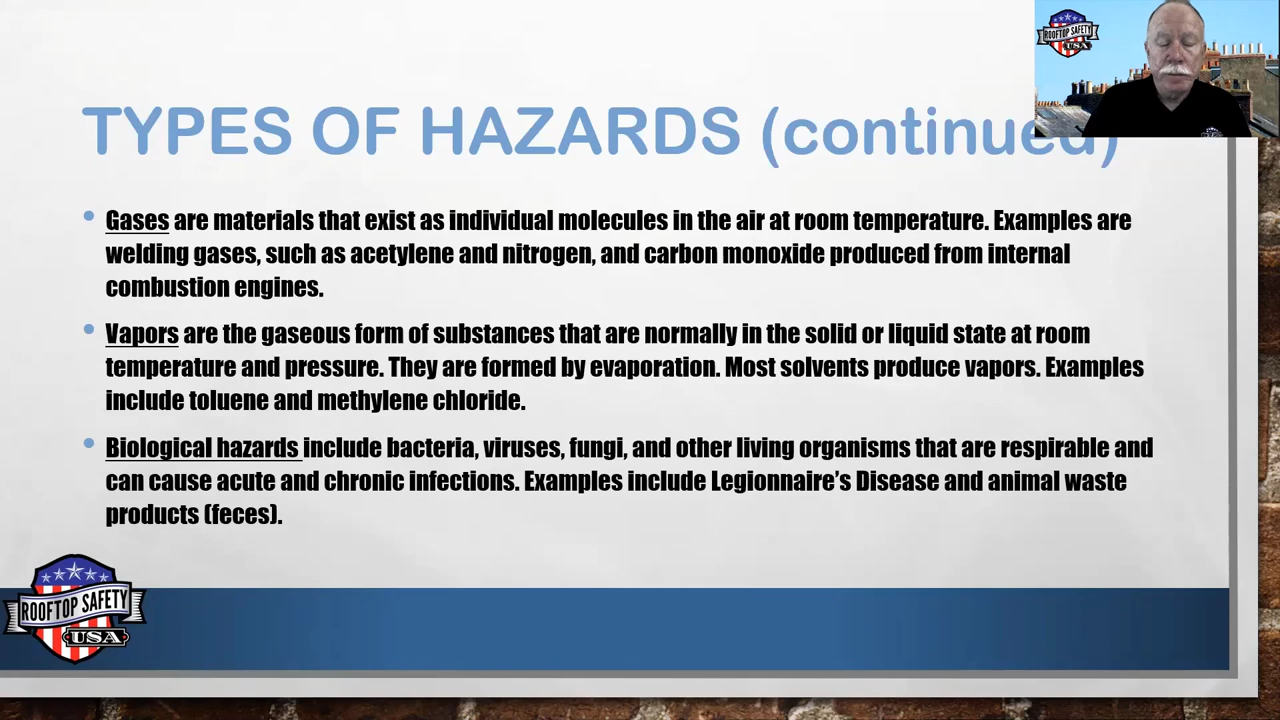 ROOFTOP SAFETY
USA
TYPES OF HAZARDS (continued)
Gases are materials that exist as individual molecules in the air at room temperature. Examples are
welding gases, such as acetylene and nitrogen, and carbon monoxide produced from internal
combustion engines.
Vapors are the gaseous form of substances that are normally in the solid or liquid state at room
temperature and pressure. They are formed by evaporation. Most solvents produce vapors. Examples
include toluene and methylene chloride.
Biological hazards include bacteria, viruses, fungi, and other living organisms that are respirable and
can cause acute and chronic infections. Examples include Legionnaire’s Disease and animal waste
products (feces).
ROOFTOP SAFETY
USA